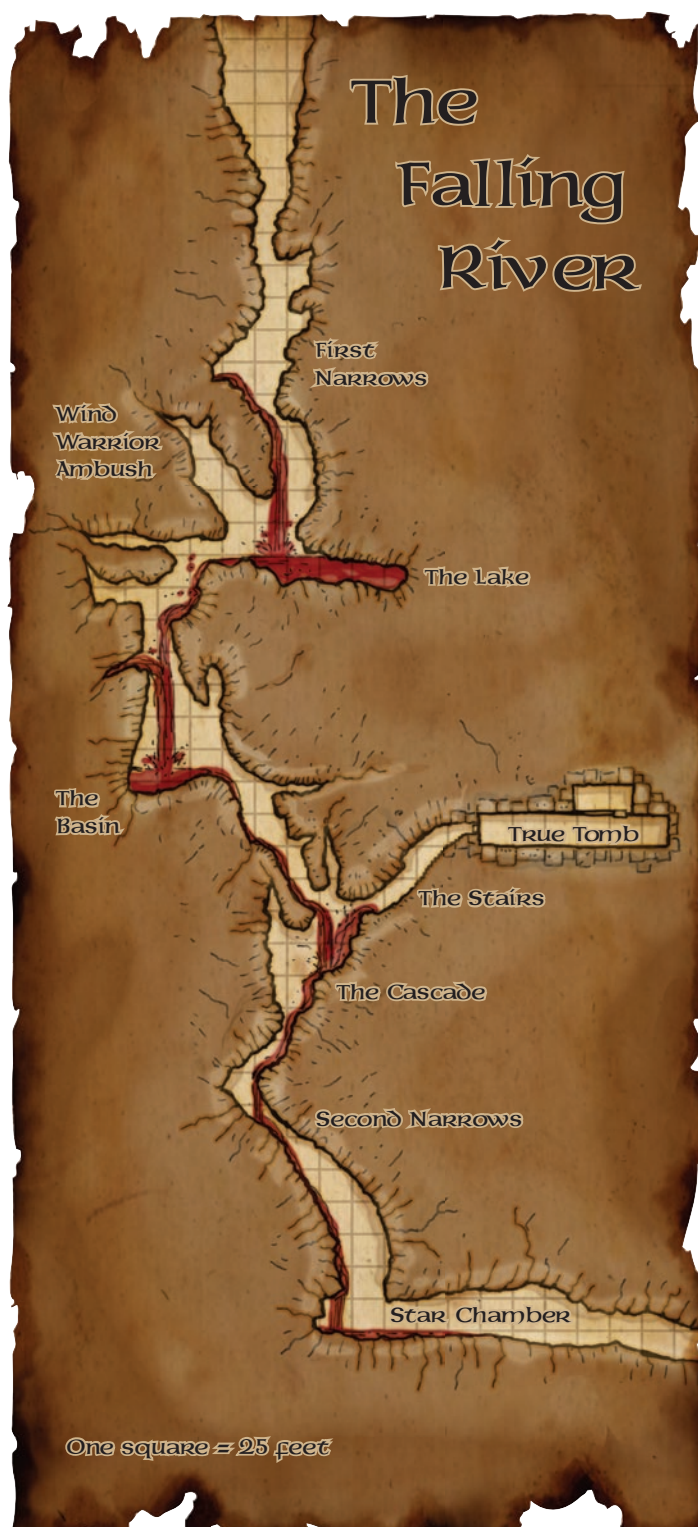 The
Falling
River
First
Narrows
Wind
Warrior
Ambush
The Lake
The
Basin
True Tomb
The Stairs
The Cascade
Second Narrows
Star Chamber
One square = 25 feet